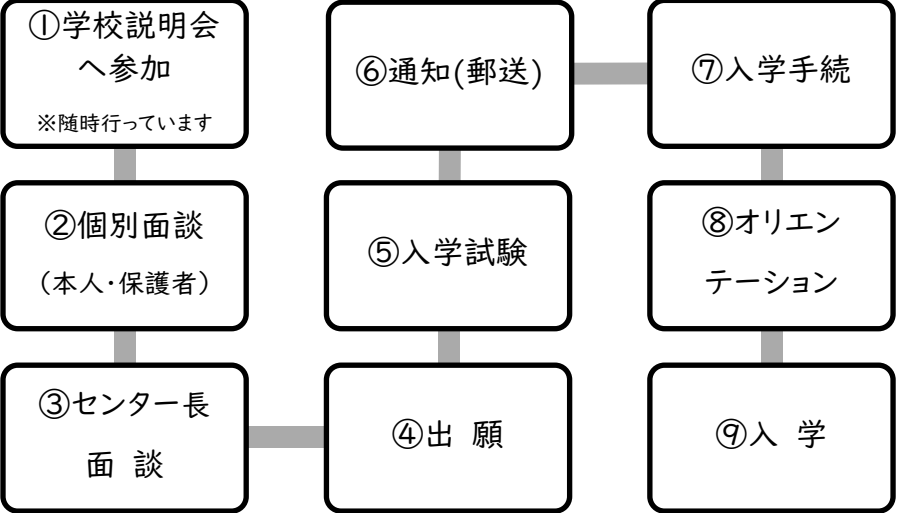 ①学校説明会
へ参加
※随時行っています
②個別面談
(本人・保護者)
③センター長
面 談
④出 願
⑤入学試験
⑥通知(郵送)
⑦入学手続
⑧オリエン
テーション
⑨入 学